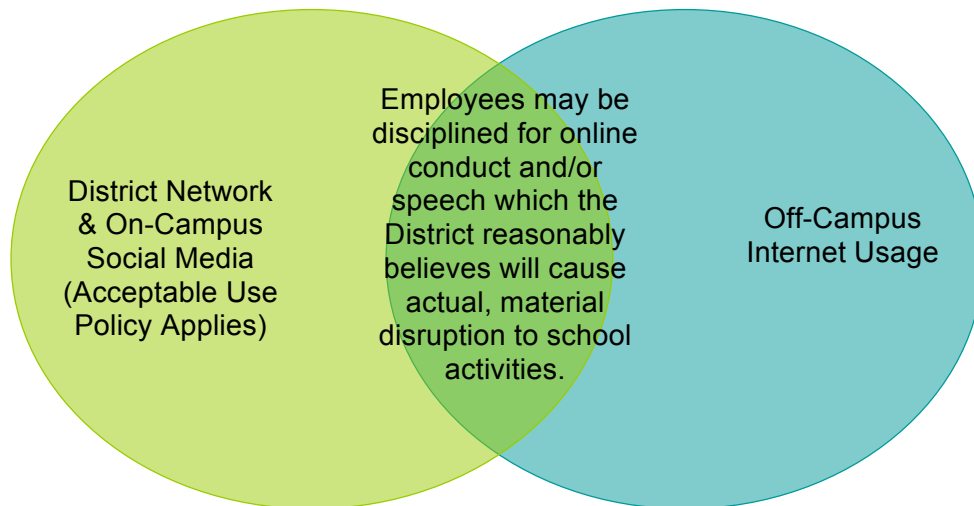 District Network
& On-Campus
Social Media
(Acceptable Use
Policy Applies)
Employees may be
disciplined for online
conduct and/or
speech which the
District reasonably
believes will cause
actual, material
disruption to school
activities.
Off-Campus
Internet Usage